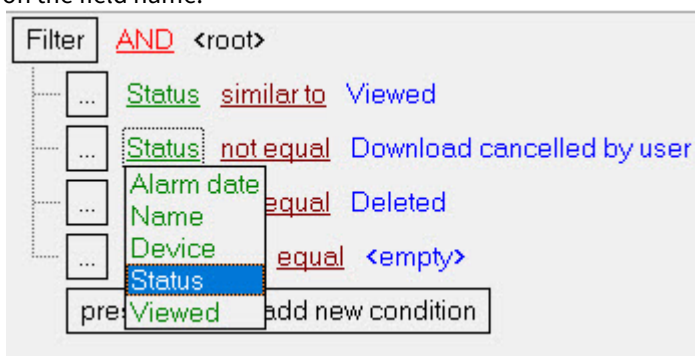 on the field name.
Filter AND <root>
... Status similar to Viewed
... Status not equal Download cancelled by user
Alarm date
... equal Deleted
Name
Device
... equal <empty>
Status
Viewed
add new condition